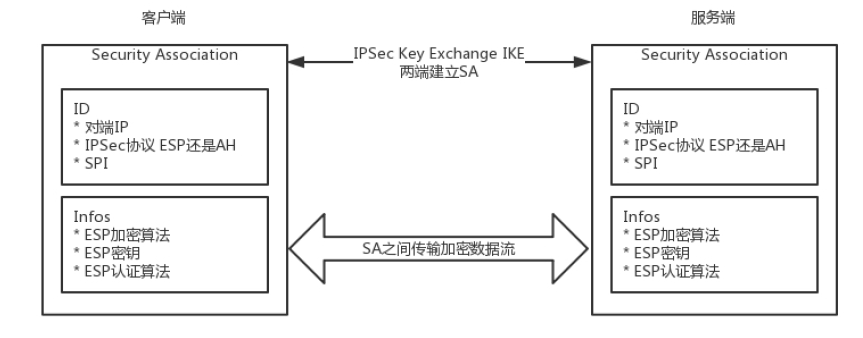 客户端
服务端
Security Association
IPSec Key Exchange IKE
两端建立SA
Security Association
ID
* 对端IP
* IPSec协议 ESP还是AH
* SPI
Infos
* ESP加密算法
* ESP密钥
* ESP认证算法
SA之间传输加密数据流
ID
* 对端IP
* IPSec协议 ESP还是AH
* SPI
Infos
* ESP加密算法
* ESP密钥
* ESP认证算法